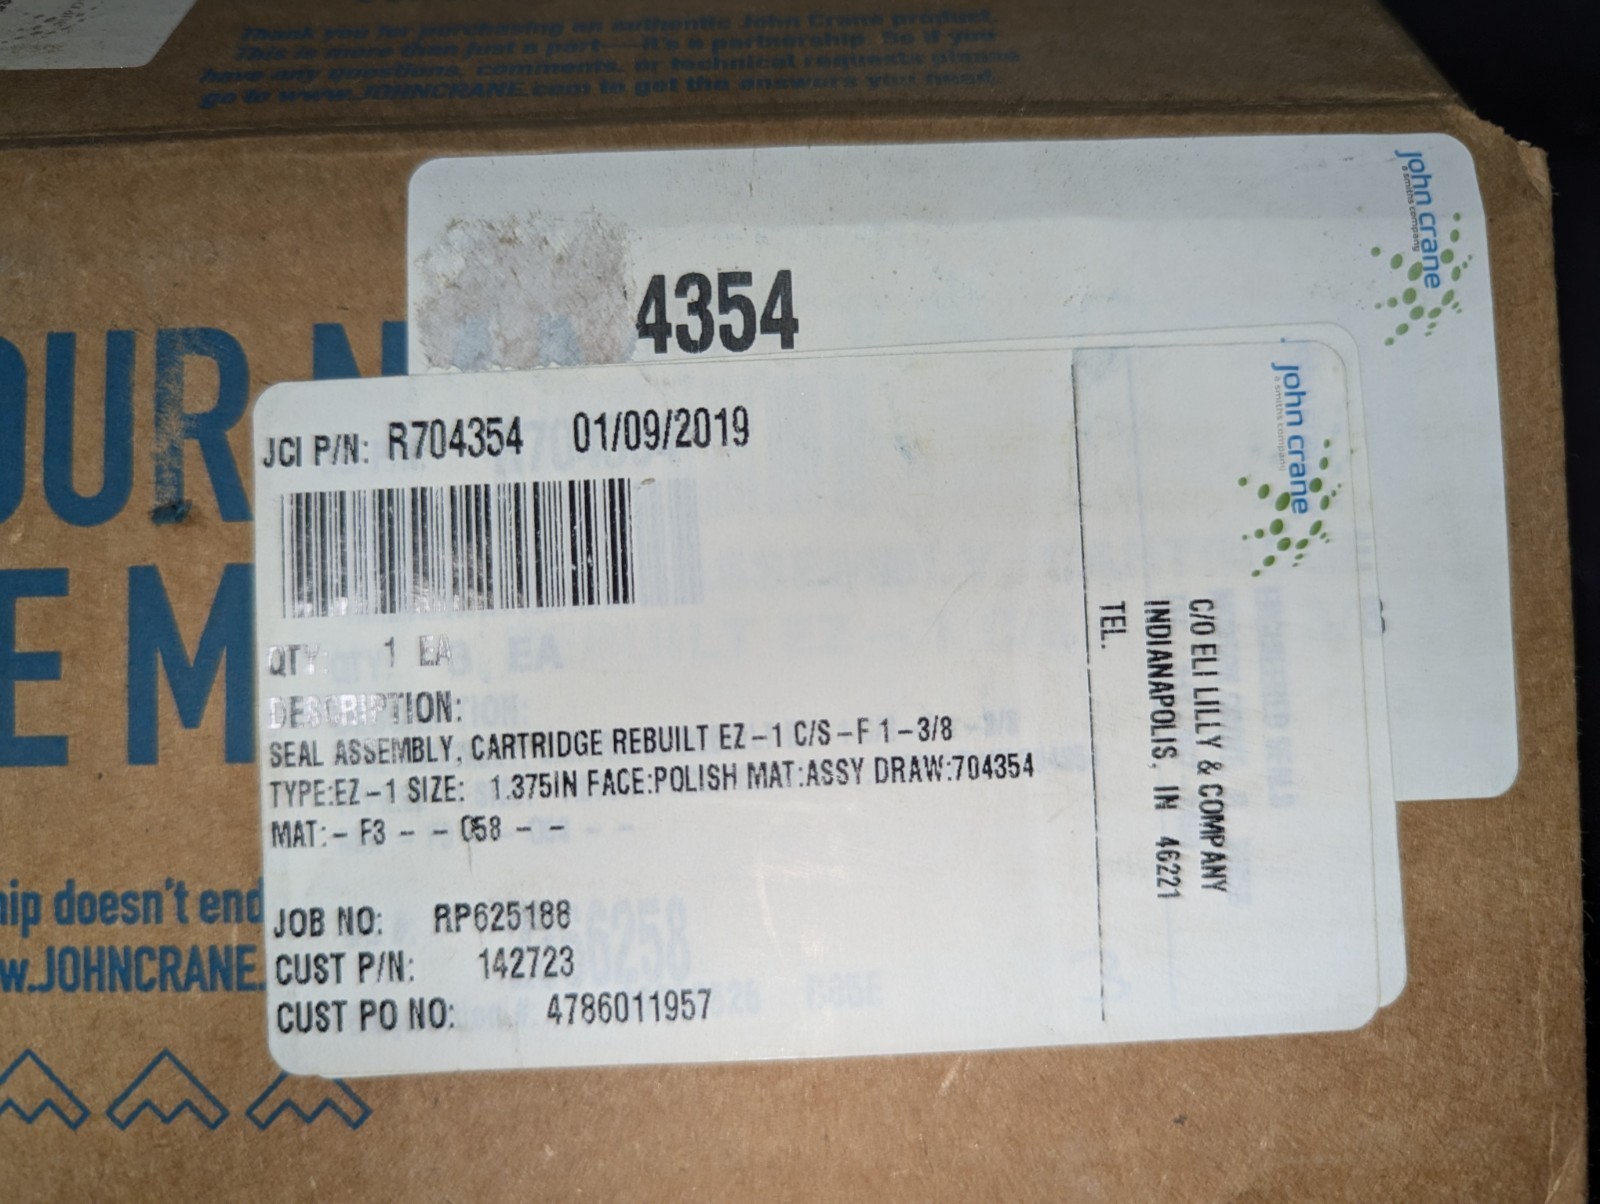 Thank you for purchasing an authentic John Crane product.
This is more than just a part—it's a partnership. So if you
have any questions, comments, or technical requests please
go to www.JOHNCRANE.com to get the answers you need.
john crane
a smiths company
4354
OUR
E M
JCI P/N: R704354 01/09/2019
QTY 1 EA
DESCRIPTION:
SEAL ASSEMBLY, CARTRIDGE REBUILT EZ-1 C/S-F 1-3/8
TYPE:EZ-1 SIZE: 1.375IN FACE:POLISH MAT:ASSY DRAW:704354
MAT:- F3 - - 058 - -
JOB NO: RP625188
CUST P/N: 142723
CUST PO NO: 4786011957
john crane
a smiths company
C/O ELI LILLY & COMPANY
INDIANAPOLIS, IN 46221
TEL.
hip doesn't end
w.JOHNCRANE.